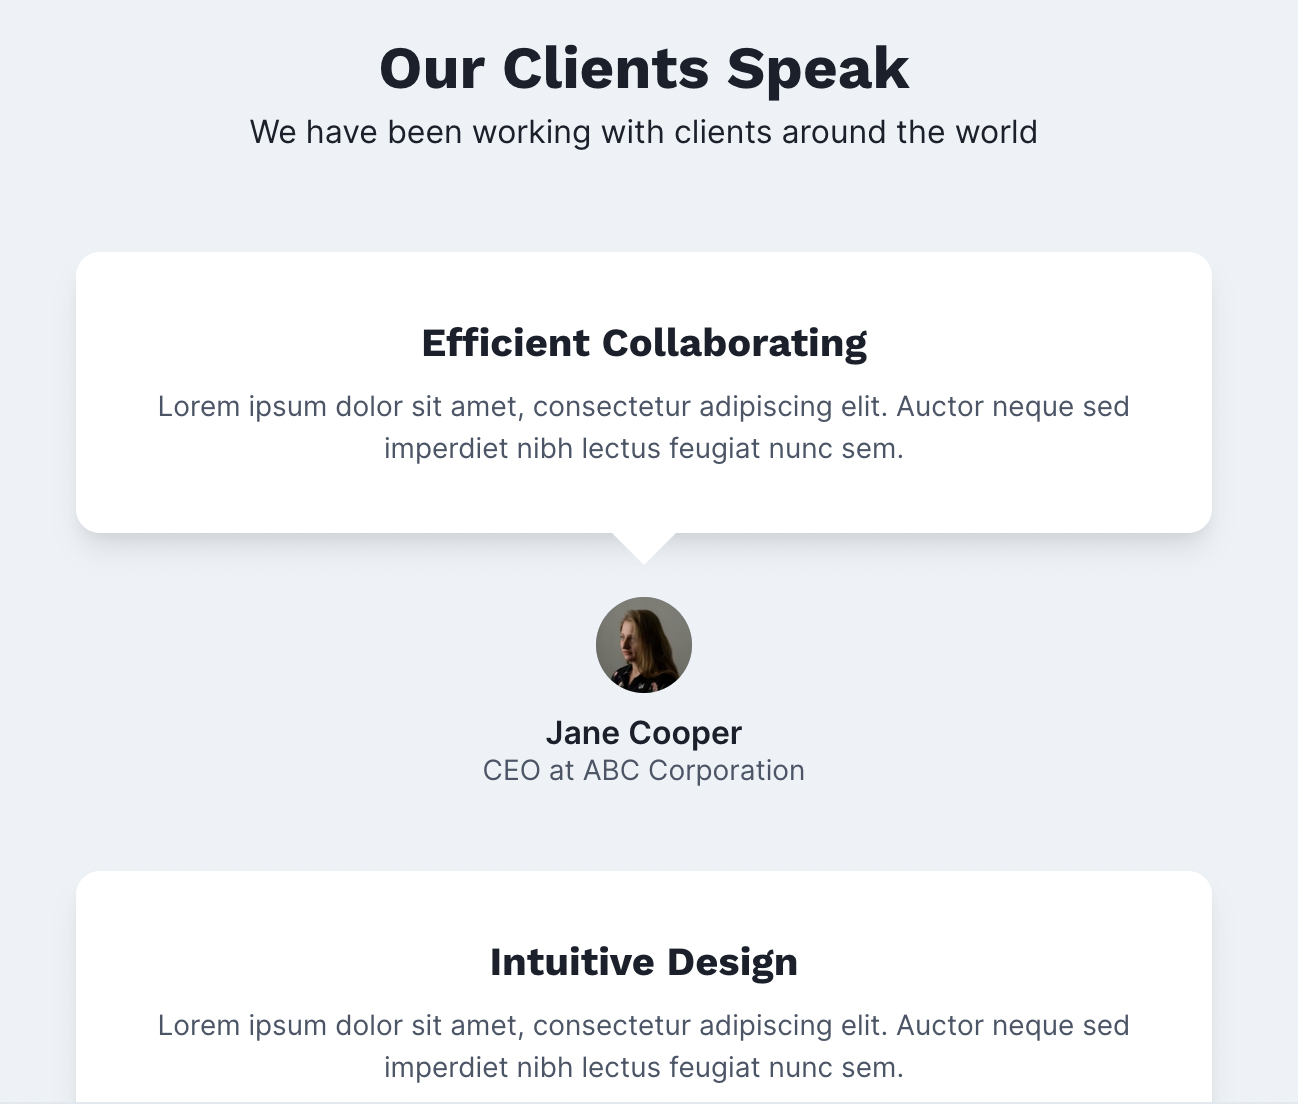 Our Clients Speak
We have been working with clients around the world
Efficient Collaborating
Lorem ipsum dolor sit amet, consectetur adipiscing elit. Auctor neque sed
imperdiet nibh lectus feugiat nunc sem.
Jane Cooper
CEO at ABC Corporation
Intuitive Design
Lorem ipsum dolor sit amet, consectetur adipiscing elit. Auctor neque sed
imperdiet nibh lectus feugiat nunc sem.